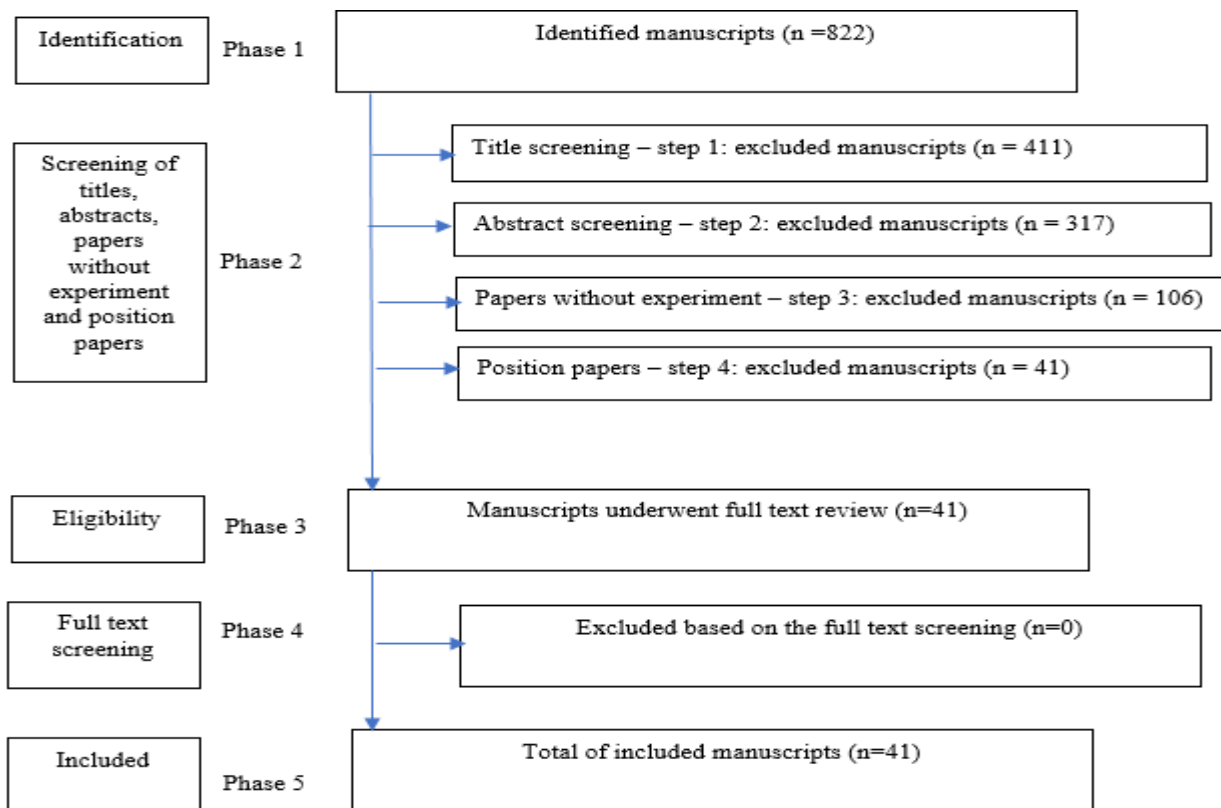 Identification
Phase 1
Identified manuscripts (n =822)
Screening of
titles,
abstracts,
papers
without
experiment
and position
papers
Phase 2
Title screening – step 1: excluded manuscripts (n = 411)
Abstract screening – step 2: excluded manuscripts (n = 317)
Papers without experiment – step 3: excluded manuscripts (n = 106)
Position papers – step 4: excluded manuscripts (n = 41)
Eligibility
Phase 3
Manuscripts underwent full text review (n=41)
Full text
screening
Phase 4
Excluded based on the full text screening (n=0)
Included
Phase 5
Total of included manuscripts (n=41)